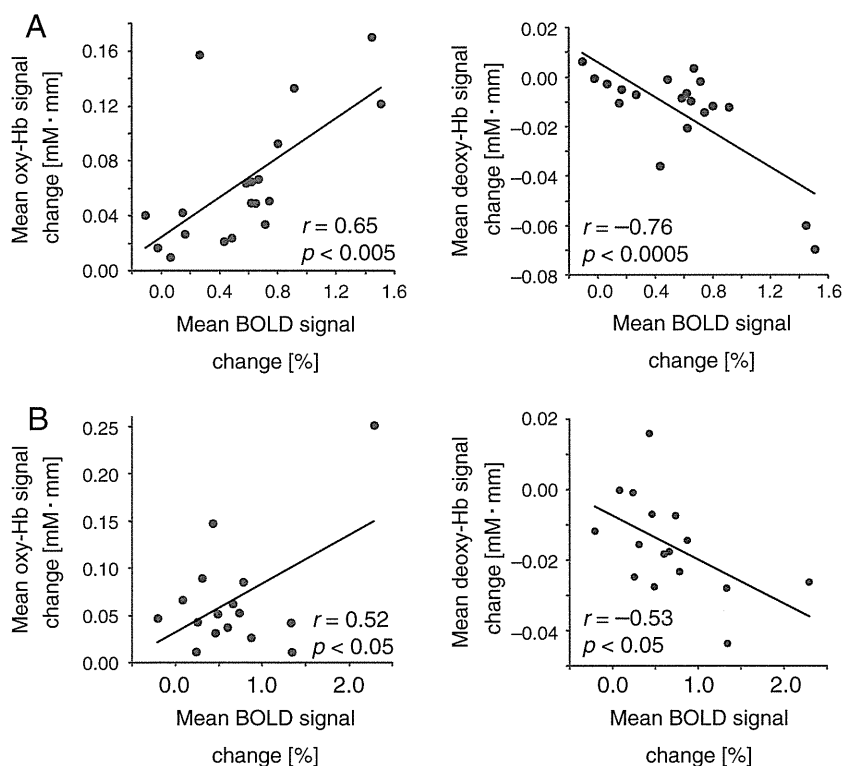 A
Mean oxy-Hb signal
change [mM·mm]
0.16
0.12
0.08
0.04
0.00
r = 0.65
p < 0.005
0.0 0.4 0.8 1.2 1.6
Mean BOLD signal
change [%]
Mean deoxy-Hb signal
change [mM·mm]
0.02
0.00
−0.02
−0.04
−0.06
−0.08
r = −0.76
p < 0.0005
0.0 0.4 0.8 1.2 1.6
Mean BOLD signal
change [%]
B
Mean oxy-Hb signal
change [mM·mm]
0.25
0.20
0.15
0.10
0.05
0.00
r = 0.52
p < 0.05
0.0 1.0 2.0
Mean BOLD signal
change [%]
Mean deoxy-Hb signal
change [mM·mm]
0.02
0.00
−0.02
−0.04
r = −0.53
p < 0.05
0.0 1.0 2.0
Mean BOLD signal
change [%]